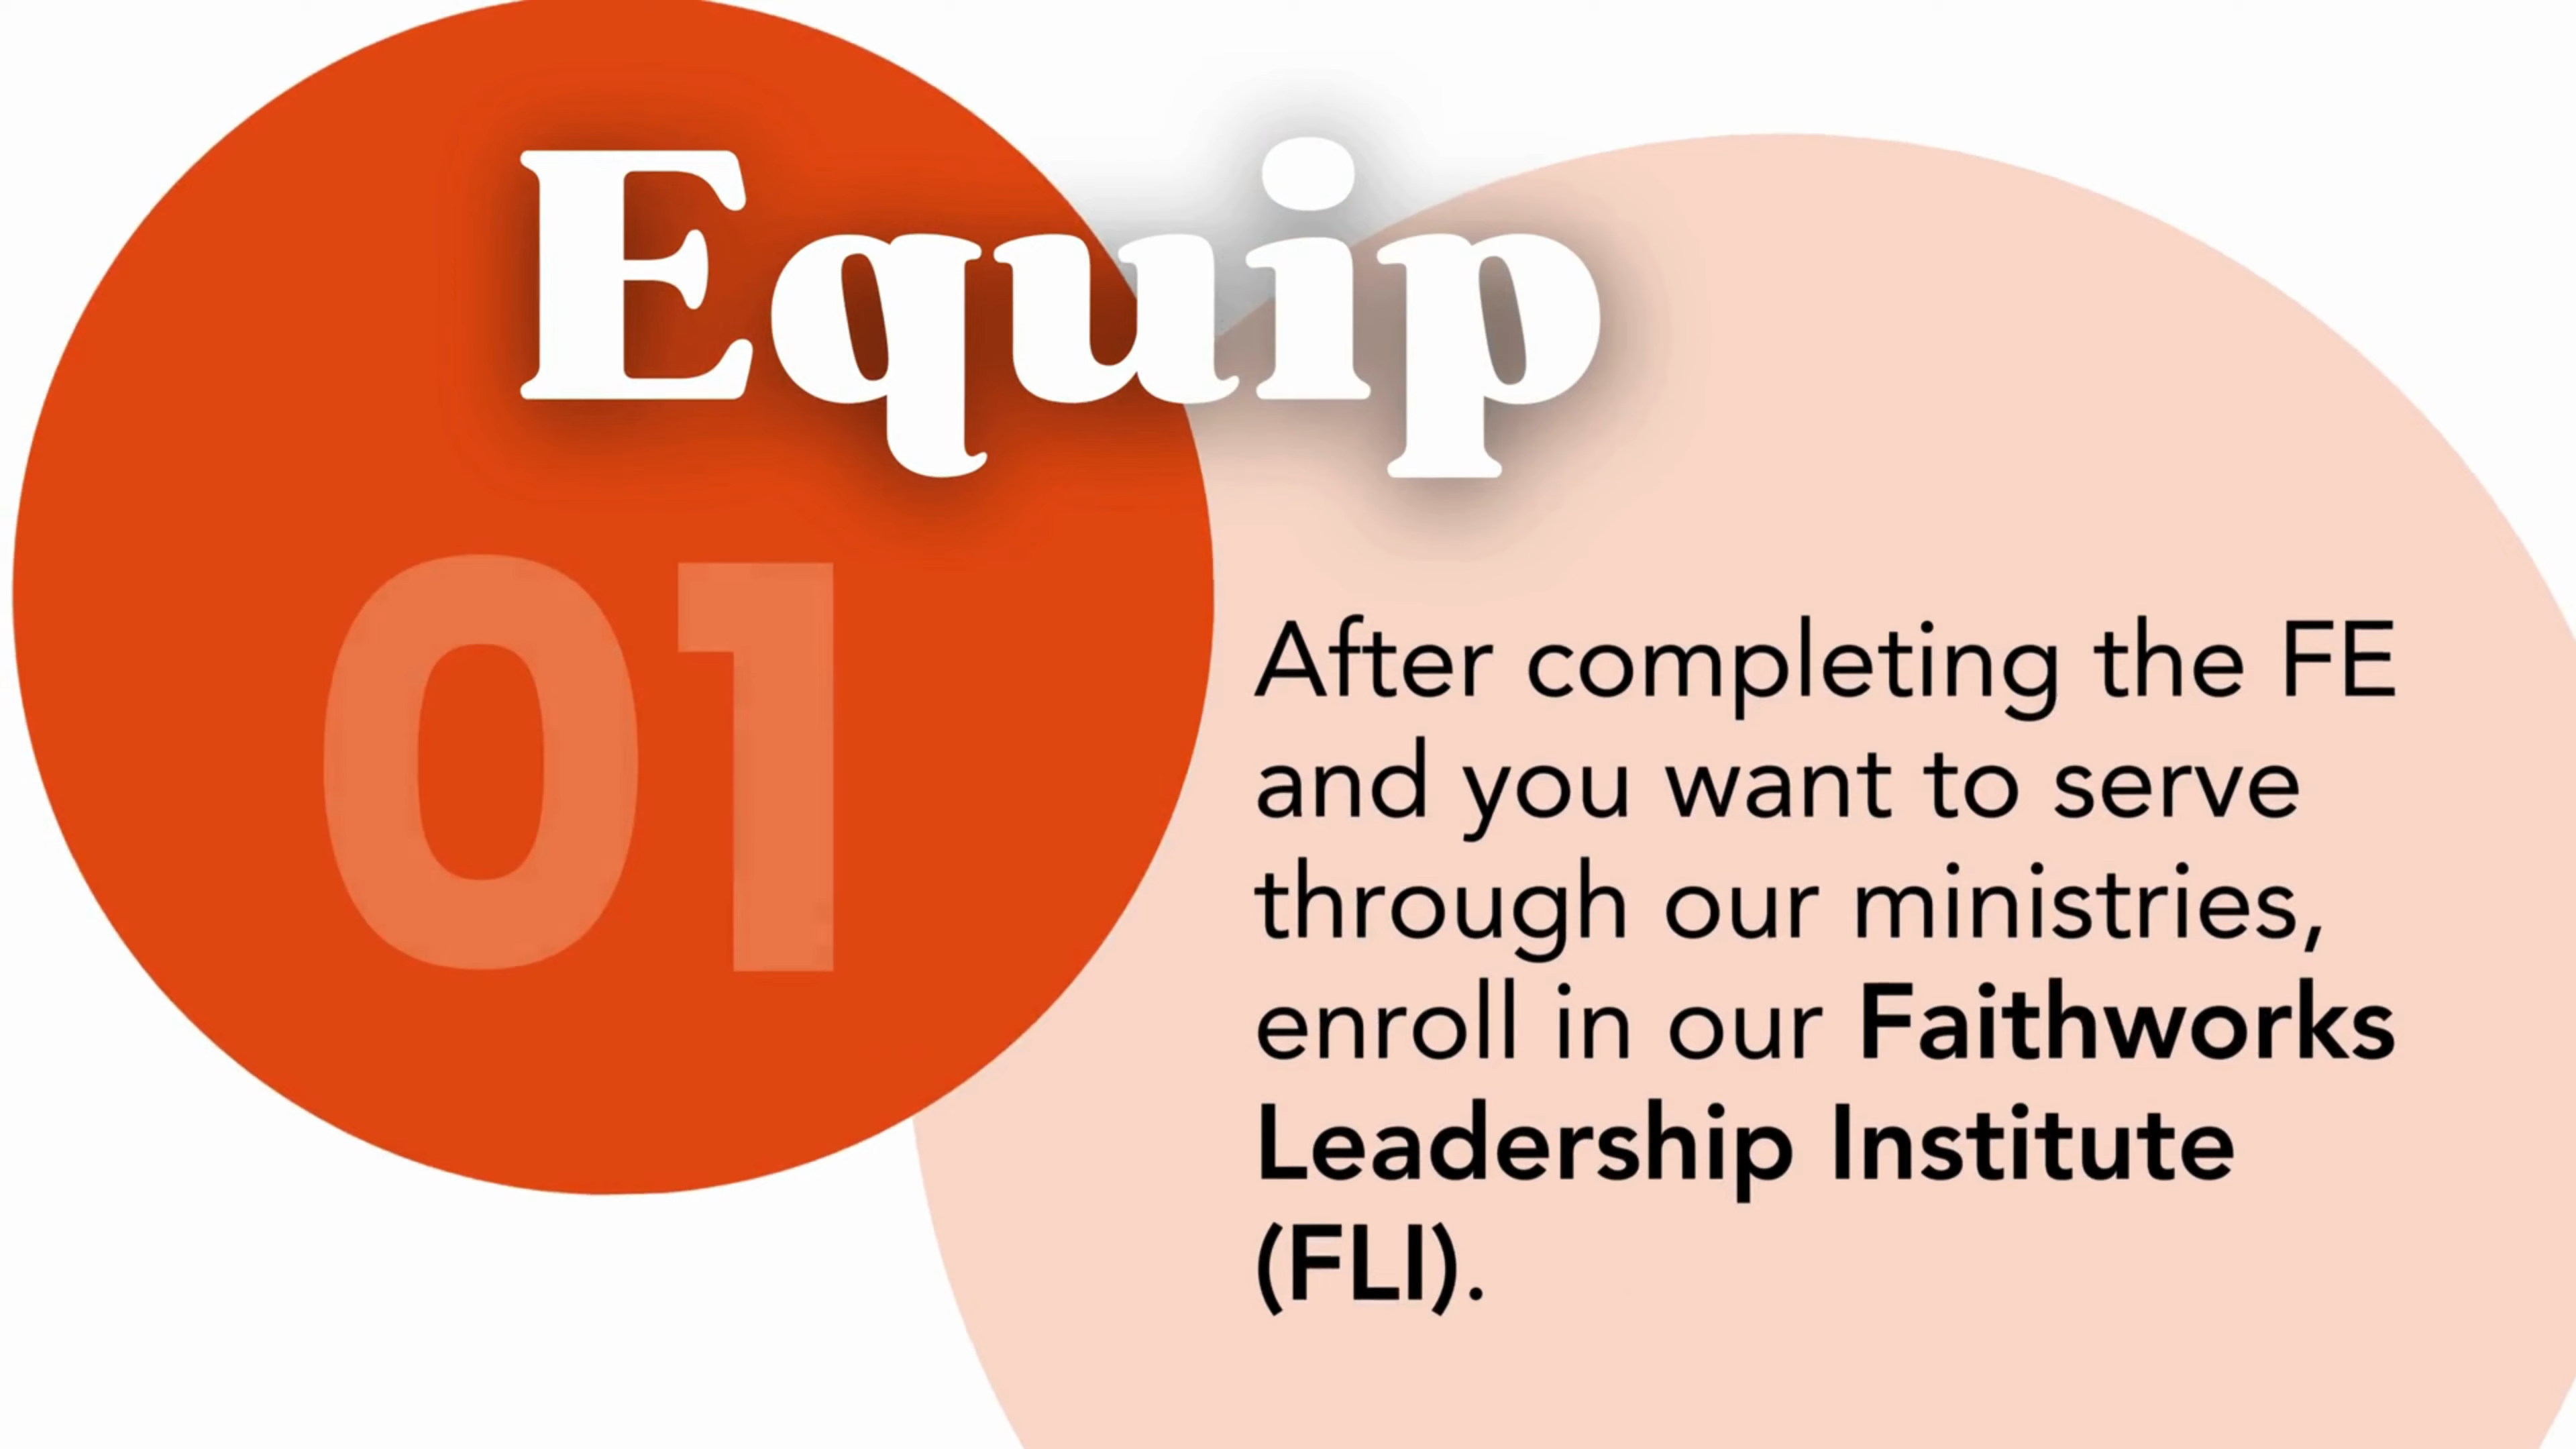 Equip
01
After completing the FE
and you want to serve
through our ministries,
enroll in our Faithworks
Leadership Institute
(FLI).